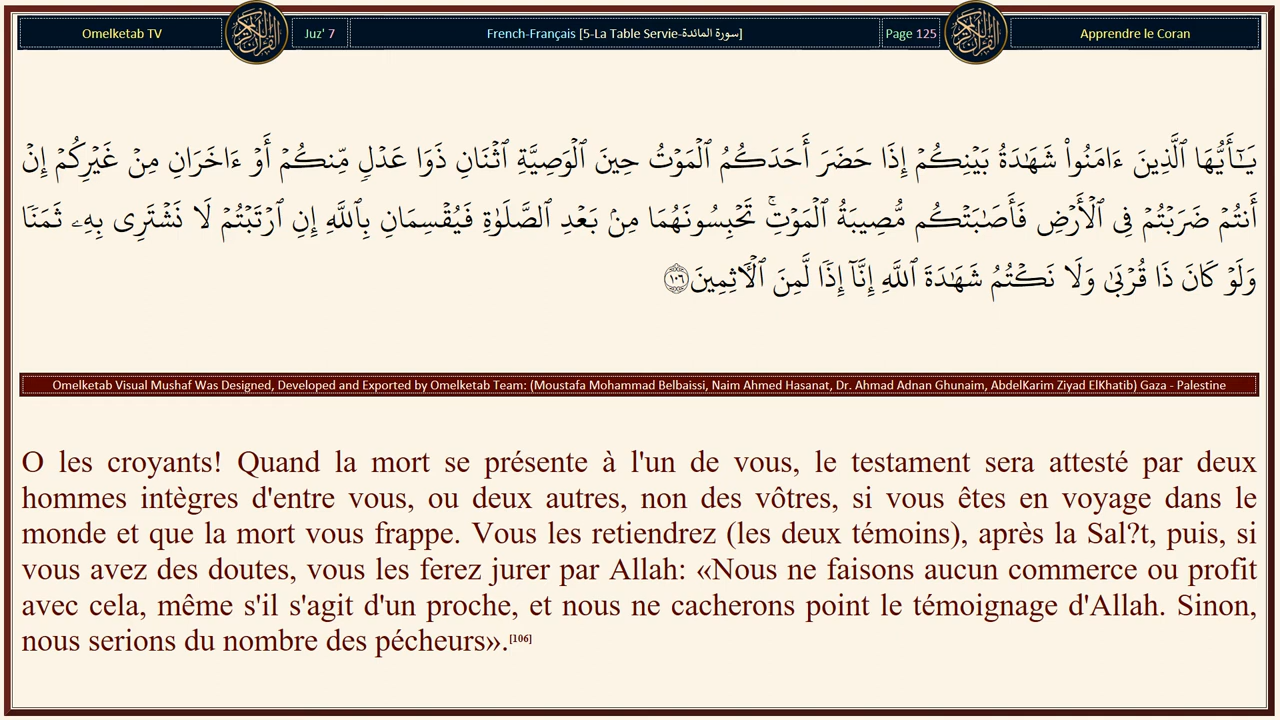 Omelketab TV
Juz' 7
French-Français [5-La Table Servie-سورة المائدة]
Page 125
Apprendre le Coran
يَـٰٓأَيُّهَا ٱلَّذِينَ ءَامَنُوا۟ شَهَـٰدَةُ بَيْنِكُمْ إِذَا حَضَرَ أَحَدَكُمُ ٱلْمَوْتُ حِينَ ٱلْوَصِيَّةِ ٱثْنَانِ ذَوَا عَدْلٍ مِّنكُمْ أَوْ ءَاخَرَانِ مِنْ غَيْرِكُمْ إِنْ
أَنتُمْ ضَرَبْتُمْ فِى ٱلْأَرْضِ فَأَصَـٰبَتْكُم مُّصِيبَةُ ٱلْمَوْتِ ۚ تَحْبِسُونَهُمَا مِنۢ بَعْدِ ٱلصَّلَوٰةِ فَيُقْسِمَانِ بِٱللَّهِ إِنِ ٱرْتَبْتُمْ لَا نَشْتَرِى بِهِۦ ثَمَنًا
وَلَوْ كَانَ ذَا قُرْبَىٰ وَلَا نَكْتُمُ شَهَـٰدَةَ ٱللَّهِ إِنَّآ إِذًا لَّمِنَ ٱلْـَٔاثِمِينَ ١٠٦
Omelketab Visual Mushaf Was Designed, Developed and Exported by Omelketab Team: (Moustafa Mohammad Belbaissi, Naim Ahmed Hasanat, Dr. Ahmad Adnan Ghunaim, AbdelKarim Ziyad ElKhatib) Gaza - Palestine
O les croyants! Quand la mort se présente à l'un de vous, le testament sera attesté par deux
hommes intègres d'entre vous, ou deux autres, non des vôtres, si vous êtes en voyage dans le
monde et que la mort vous frappe. Vous les retiendrez (les deux témoins), après la Sal?t, puis, si
vous avez des doutes, vous les ferez jurer par Allah: «Nous ne faisons aucun commerce ou profit
avec cela, même s'il s'agit d'un proche, et nous ne cacherons point le témoignage d'Allah. Sinon,
nous serions du nombre des pécheurs».[106]